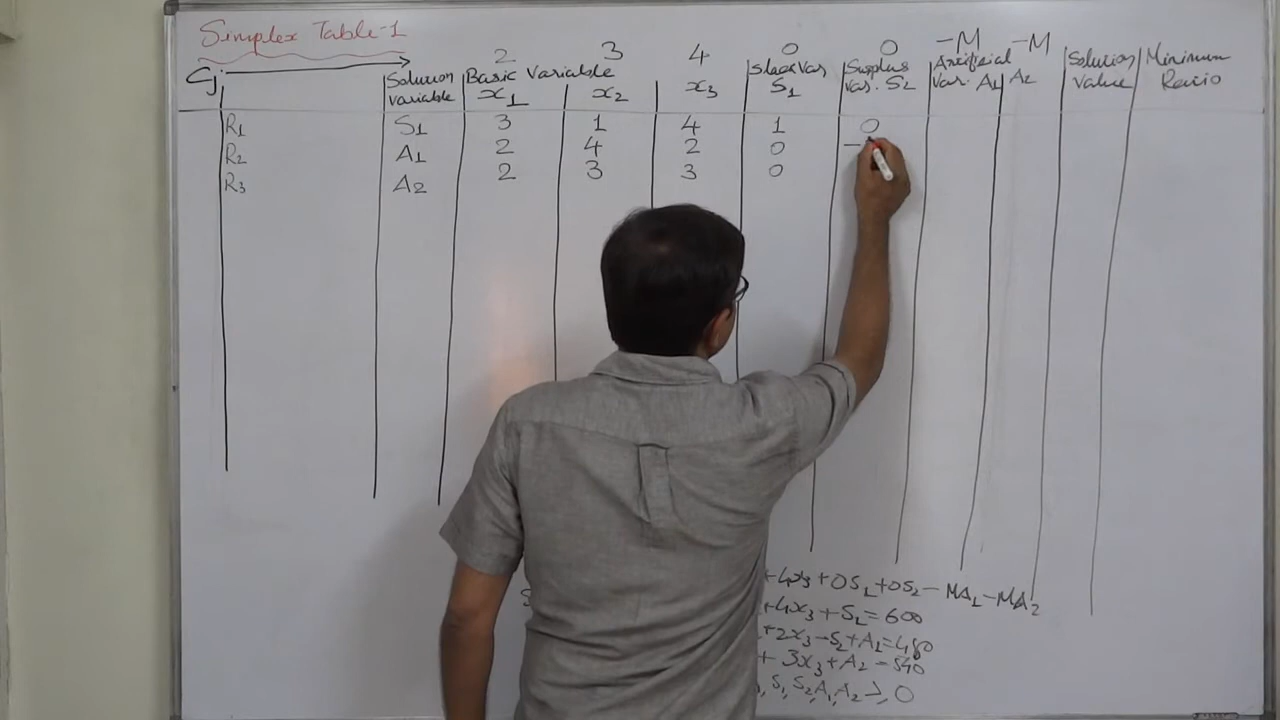 Simplex Table-1
2 3 4 0 0 -M -M
Cj Solution Variable Basic Variable Slack Var Surplus Var. S2 Artificial Var. A1 A2 Solution Value Minimum Ratio
x1 x2 x3 S1
R1 S1 3 1 4 1 0
R2 A1 2 4 2 0 -
R3 A2 2 3 3 0
+4x3+0S1+0S2-MA1-MA2
+4x3+S1=600
+2x3-S2+A1=480
+3x3+A2=540
S1, S2, A1, A2 ≥ 0